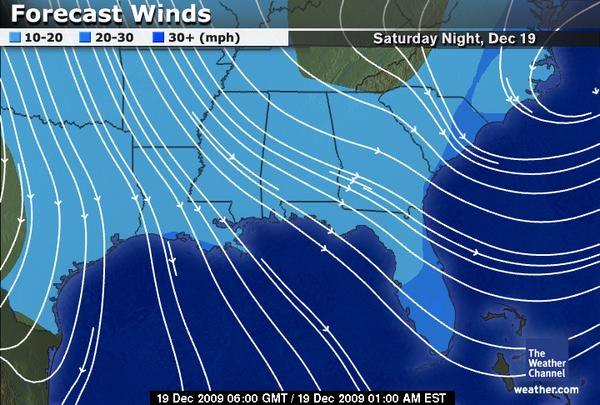 Forecast Winds
10-20 20-30 30+ (mph)
Saturday Night, Dec 19
The
Weather
Channel
weather.com
19 Dec 2009 06:00 GMT / 19 Dec 2009 01:00 AM EST